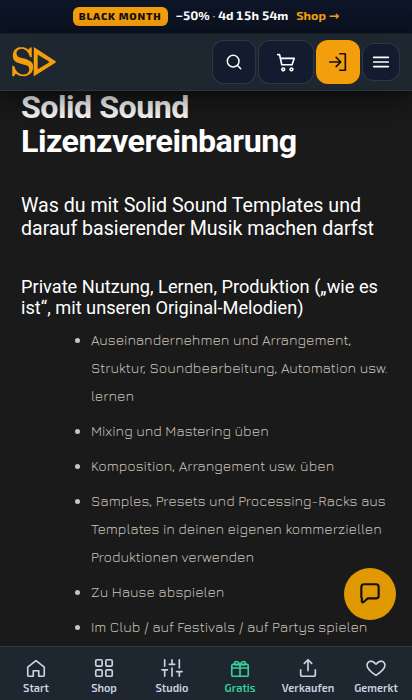 BLACK MONTH −50% · 4d 15h 54m Shop →
SD
Solid Sound
Lizenzvereinbarung
Was du mit Solid Sound Templates und
darauf basierender Musik machen darfst
Private Nutzung, Lernen, Produktion („wie es
ist“, mit unseren Original-Melodien)
Auseinandernehmen und Arrangement,
Struktur, Soundbearbeitung, Automation usw.
lernen
Mixing und Mastering üben
Komposition, Arrangement usw. üben
Samples, Presets und Processing-Racks aus
Templates in deinen eigenen kommerziellen
Produktionen verwenden
Zu Hause abspielen
Im Club / auf Festivals / auf Partys spielen
Start Shop Studio Gratis Verkaufen Gemerkt